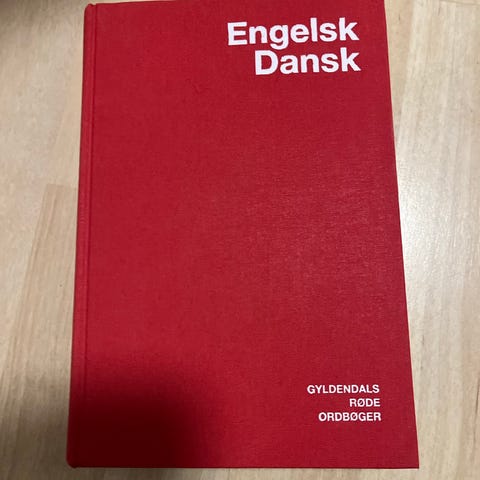 Engelsk
Dansk
GYLDENDALS
RØDE
ORDBØGER